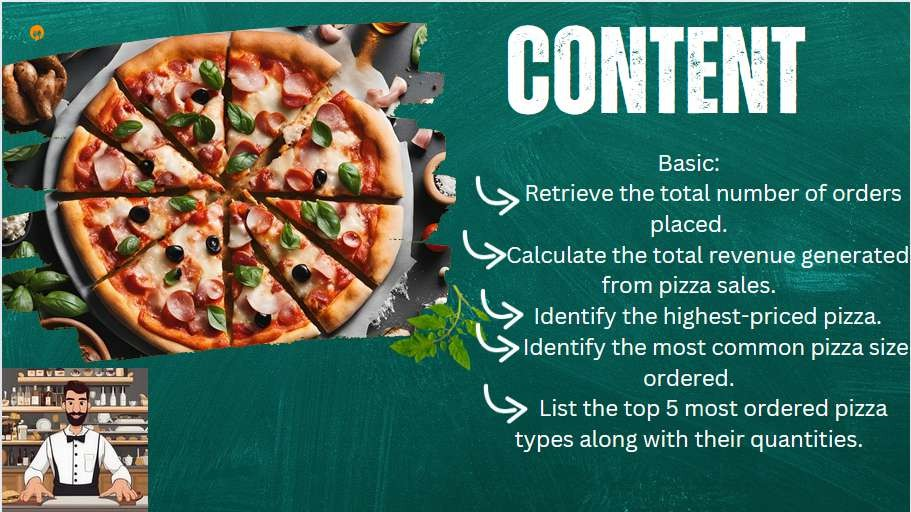 CONTENT
Basic:
Retrieve the total number of orders
placed.
Calculate the total revenue generated
from pizza sales.
Identify the highest-priced pizza.
Identify the most common pizza size
ordered.
List the top 5 most ordered pizza
types along with their quantities.